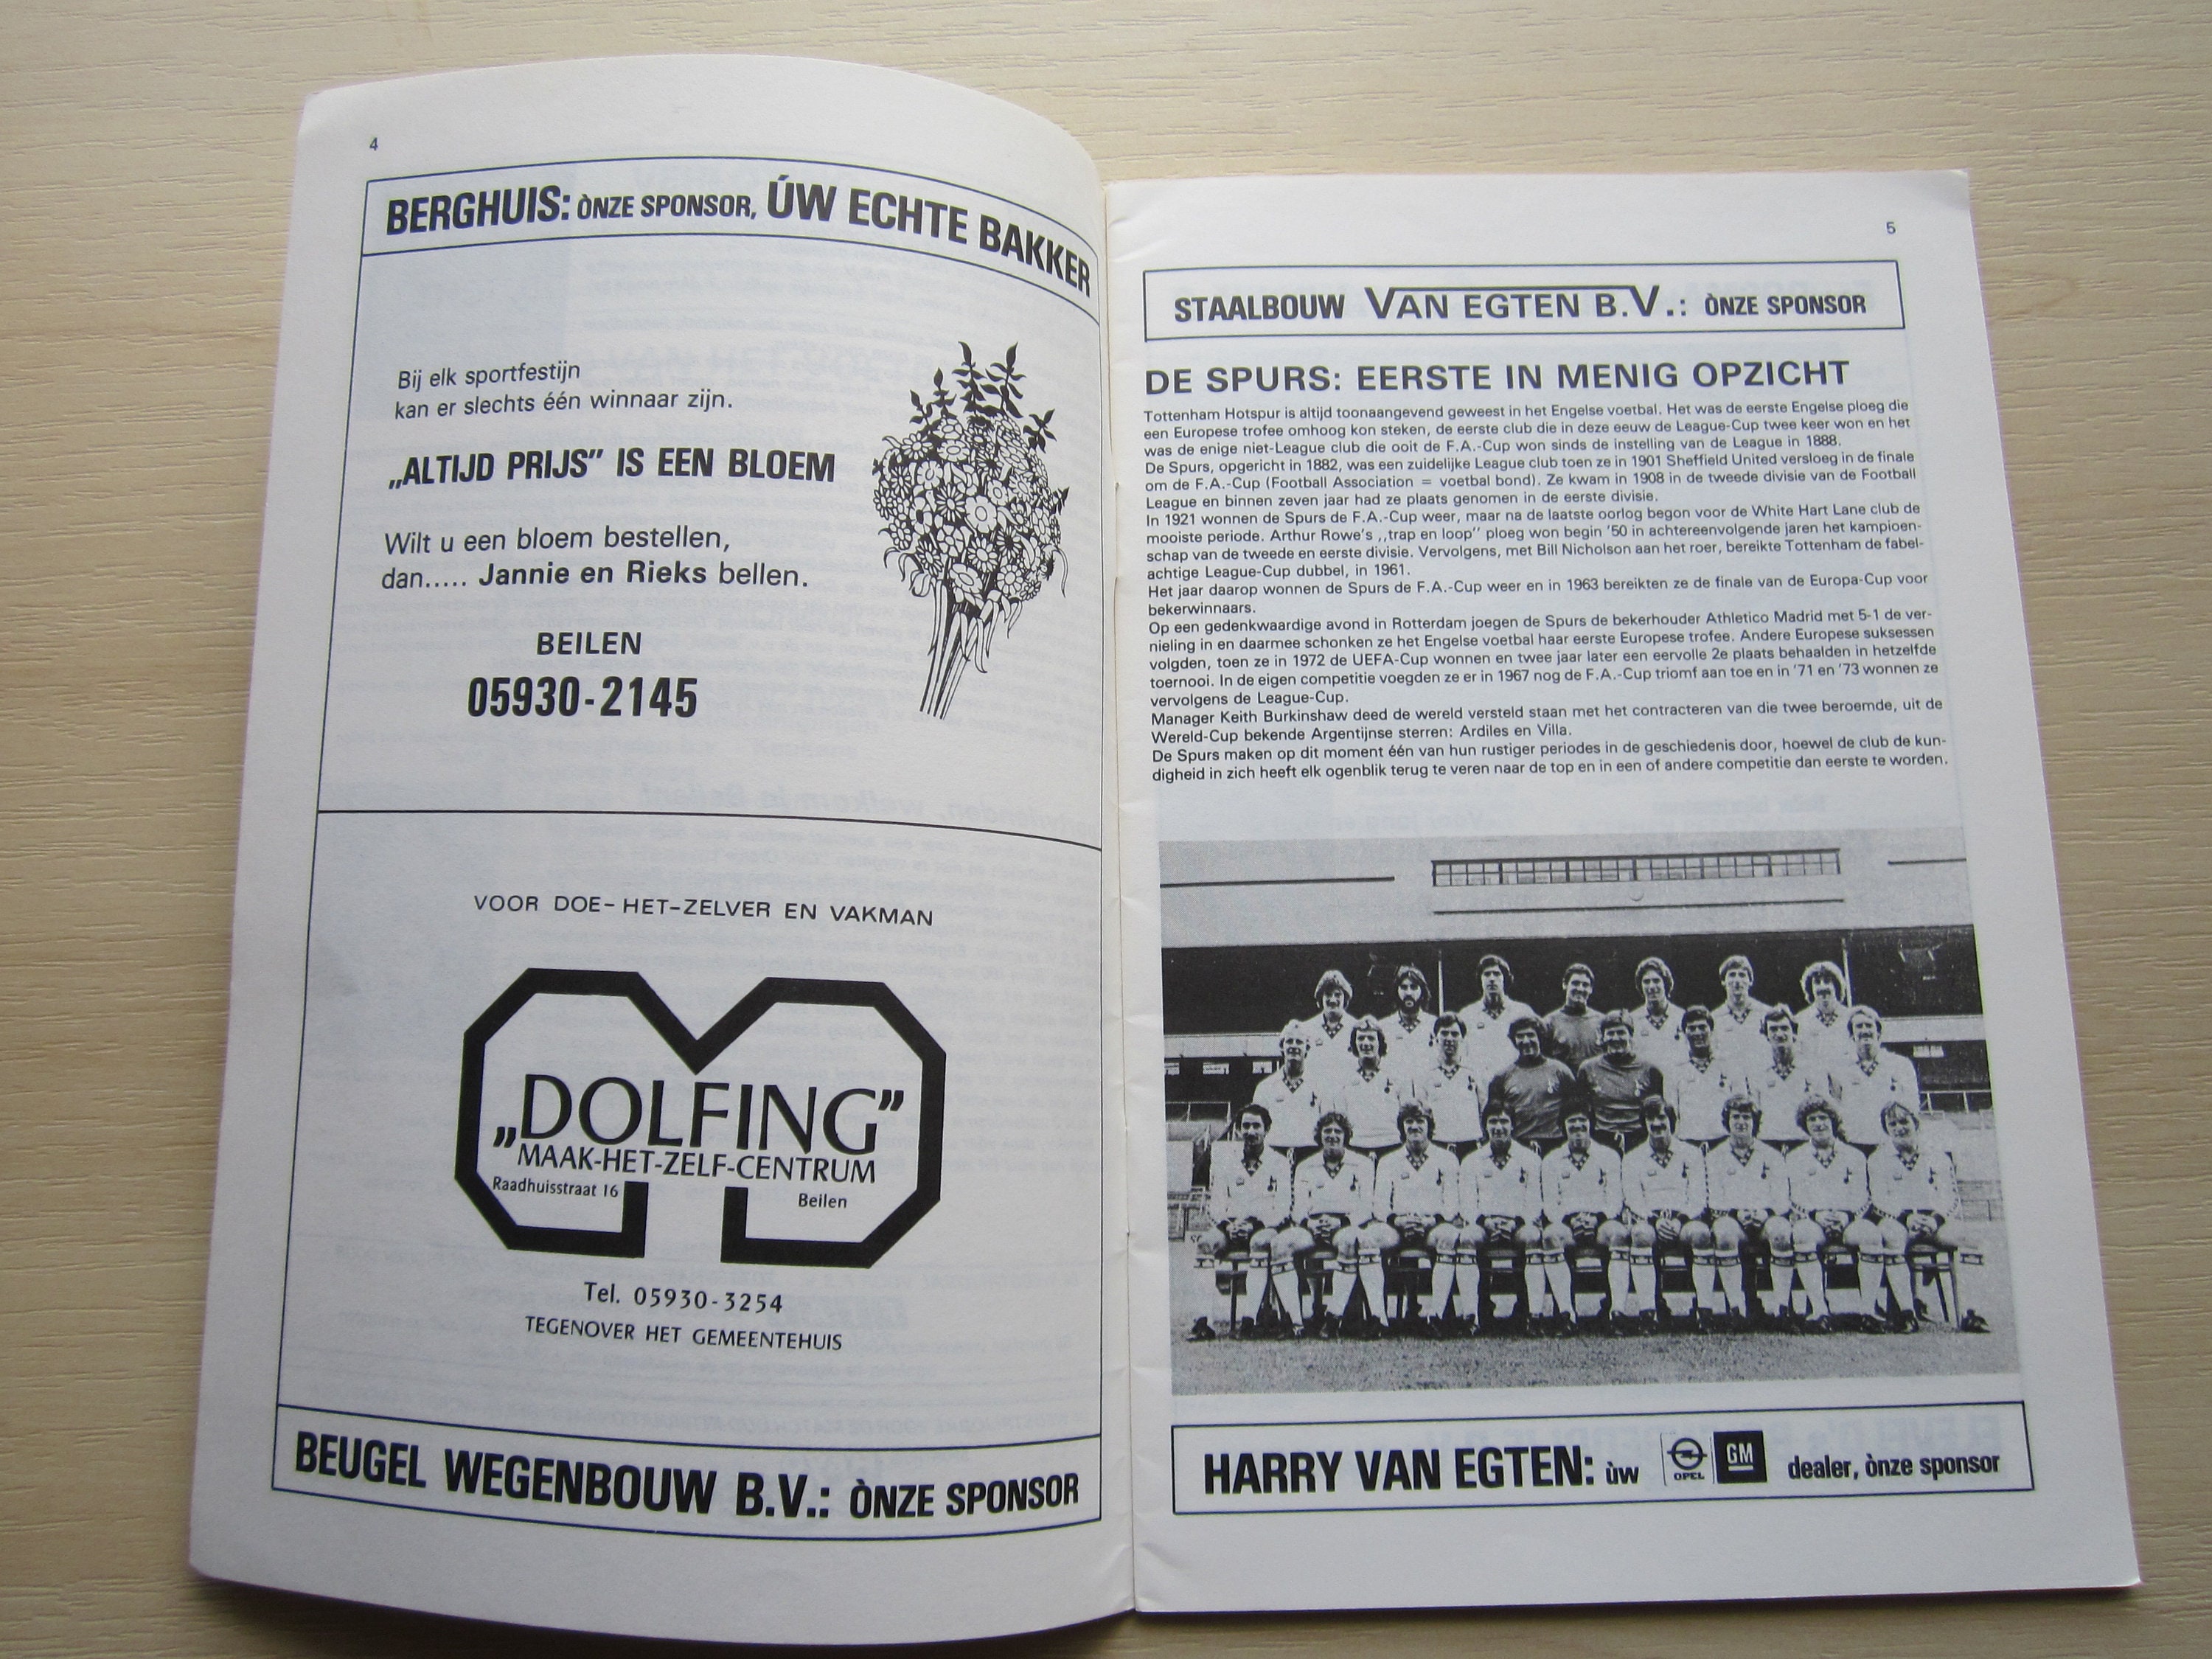 4
BERGHUIS: ÒNZE SPONSOR, ÚW ECHTE BAKKER
Bij elk sportfestijn
kan er slechts één winnaar zijn.
„ALTIJD PRIJS” IS EEN BLOEM
Wilt u een bloem bestellen,
dan..... Jannie en Rieks bellen.
BEILEN
05930-2145
VOOR DOE-HET-ZELVER EN VAKMAN
„DOLFING”
MAAK-HET-ZELF-CENTRUM
Raadhuisstraat 16 Beilen
Tel. 05930-3254
TEGENOVER HET GEMEENTEHUIS
BEUGEL WEGENBOUW B.V.: ÒNZE SPONSOR
5
STAALBOUW VAN EGTEN B.V.: ÒNZE SPONSOR
DE SPURS: EERSTE IN MENIG OPZICHT
Tottenham Hotspur is altijd toonaangevend geweest in het Engelse voetbal. Het was de eerste Engelse ploeg die
een Europese trofee omhoog kon steken, de eerste club die in deze eeuw de League-Cup twee keer won en het
was de enige niet-League club die ooit de F.A.-Cup won sinds de instelling van de League in 1888.
De Spurs, opgericht in 1882, was een zuidelijke League club toen ze in 1901 Sheffield United versloeg in de finale
om de F.A.-Cup (Football Association = voetbal bond). Ze kwam in 1908 in de tweede divisie van de Football
League en binnen zeven jaar had ze plaats genomen in de eerste divisie.
In 1921 wonnen de Spurs de F.A.-Cup weer, maar na de laatste oorlog begon voor de White Hart Lane club de
mooiste periode. Arthur Rowe's ,,trap en loop'' ploeg won begin '50 in achtereenvolgende jaren het kampioen-
schap van de tweede en eerste divisie. Vervolgens, met Bill Nicholson aan het roer, bereikte Tottenham de fabel-
achtige League-Cup dubbel, in 1961.
Het jaar daarop wonnen de Spurs de F.A.-Cup weer en in 1963 bereikten ze de finale van de Europa-Cup voor
bekerwinnaars.
Op een gedenkwaardige avond in Rotterdam joegen de Spurs de bekerhouder Athletico Madrid met 5-1 de ver-
nieling in en daarmee schonken ze het Engelse voetbal haar eerste Europese trofee. Andere Europese suksessen
volgden, toen ze in 1972 de UEFA-Cup wonnen en twee jaar later een eervolle 2e plaats behaalden in hetzelfde
toernooi. In de eigen competitie voegden ze er in 1967 nog de F.A.-Cup triomf aan toe en in '71 en '73 wonnen ze
vervolgens de League-Cup.
Manager Keith Burkinshaw deed de wereld versteld staan met het contracteren van die twee beroemde, uit de
Wereld-Cup bekende Argentijnse sterren: Ardiles en Villa.
De Spurs maken op dit moment één van hun rustiger periodes in de geschiedenis door, hoewel de club de kun-
digheid in zich heeft elk ogenblik terug te veren naar de top en in een of andere competitie dan eerste te worden.
HARRY VAN EGTEN: ùw OPEL GM dealer, ònze sponsor